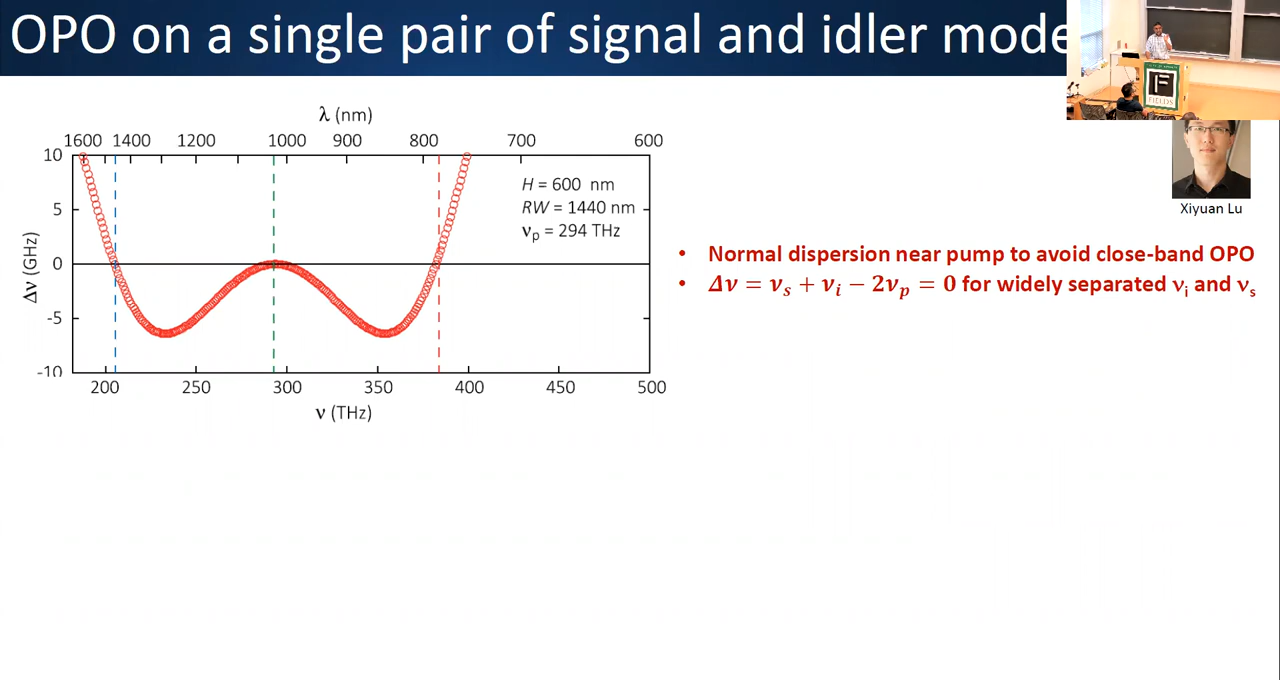 OPO on a single pair of signal and idler mode
FIELDS
Xiyuan Lu
λ (nm)
1600 1400 1200 1000 900 800 700 600
10
5
0
-5
-10
Δν (GHz)
H = 600 nm
RW = 1440 nm
νp = 294 THz
200 250 300 350 400 450 500
ν (THz)
• Normal dispersion near pump to avoid close-band OPO
• Δν = νs + νi − 2νp = 0 for widely separated νi and νs